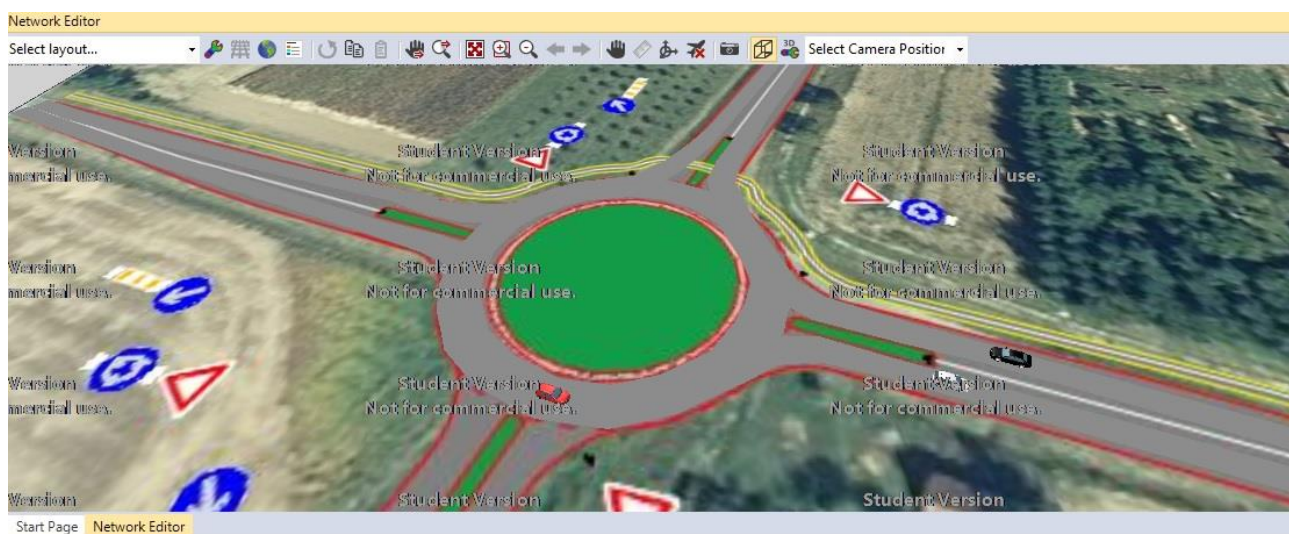 Network Editor
Select layout...
3D
Select Camera Positior
Version
Student Version
Student Version
mercial use.
Not for commercial use.
Not for commercial use.
Version
Student Version
Student Version
mercial use.
Not for commercial use.
Not for commercial use.
Version
Student Version
Student Version
mercial use.
Not for commercial use.
Not for commercial use.
Version
Student Version
Student Version
Start Page
Network Editor